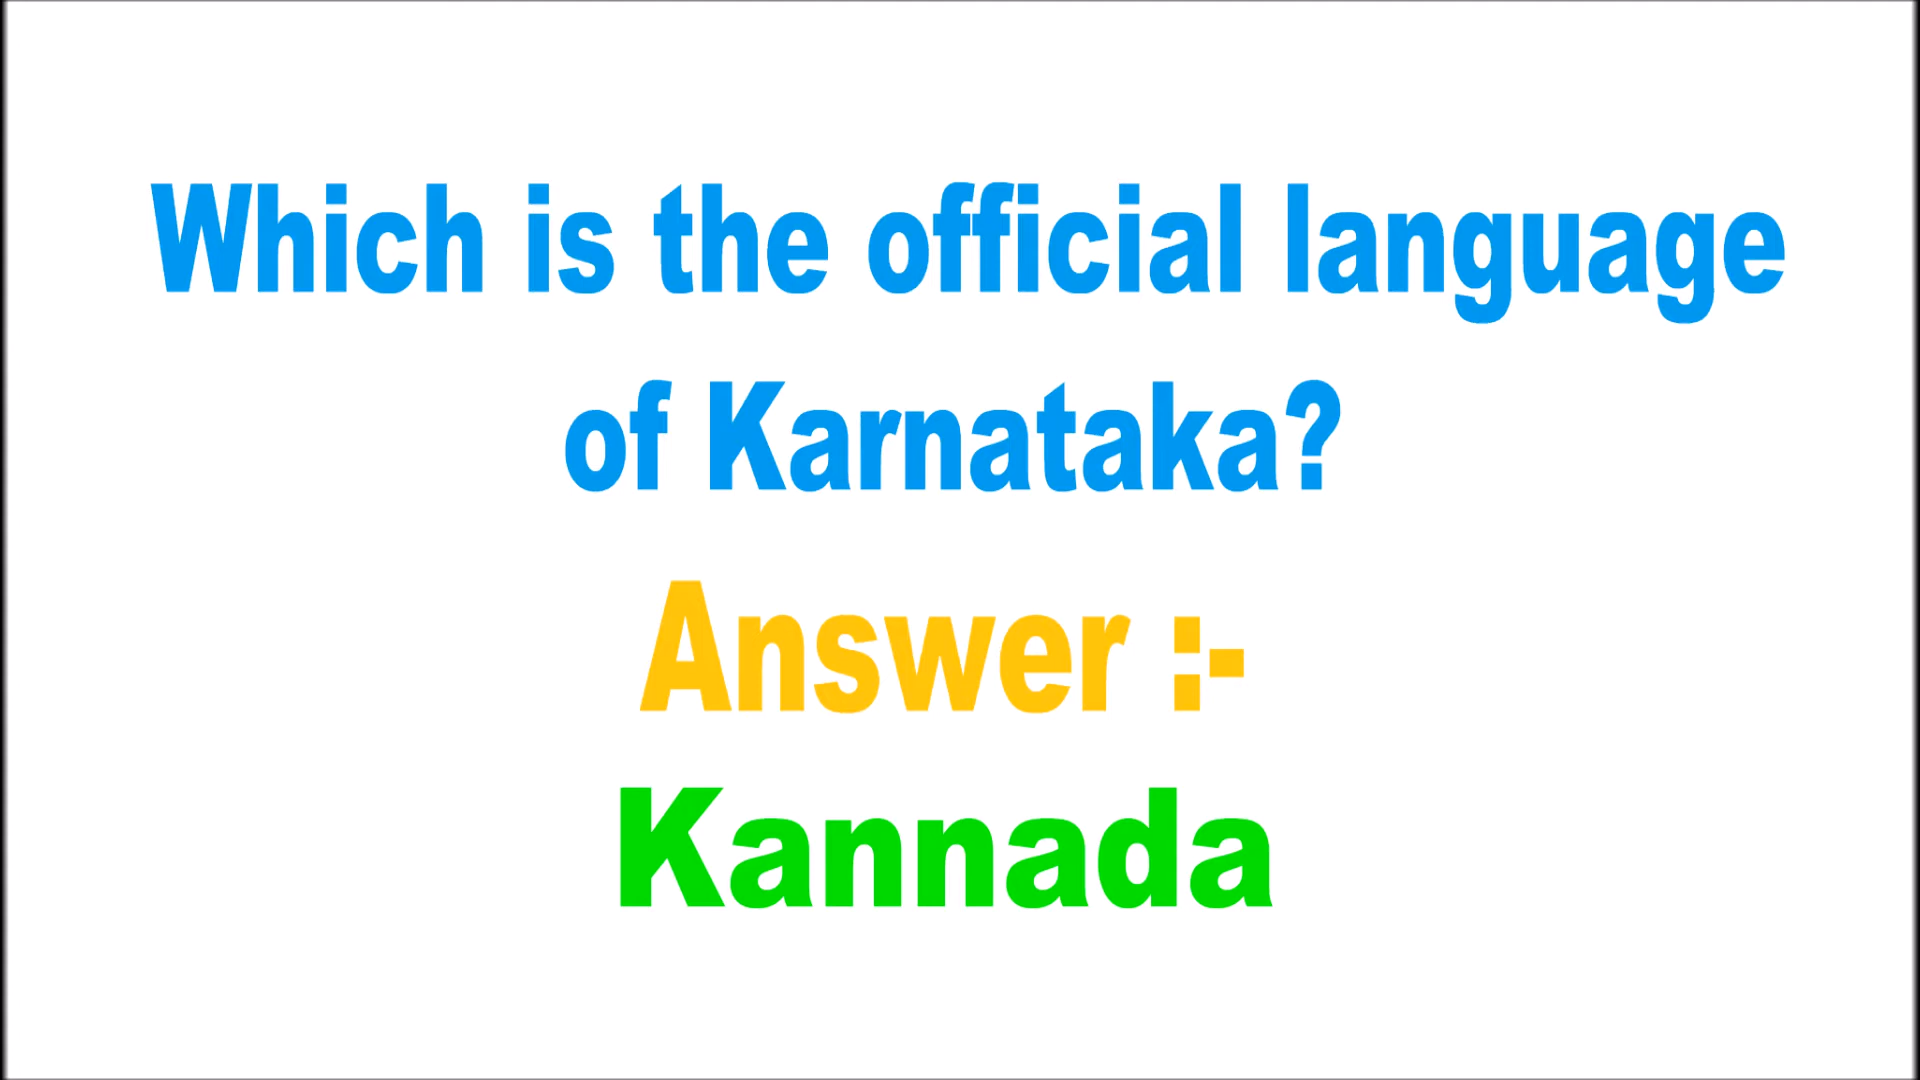 Which is the official language
of Karnataka?
Answer :-
Kannada